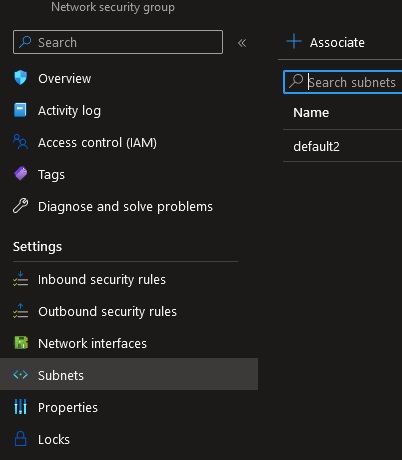 Network security group
Search
«
+ Associate
Overview
Search subnets
Activity log
Name
Access control (IAM)
default2
Tags
Diagnose and solve problems
Settings
Inbound security rules
Outbound security rules
Network interfaces
Subnets
Properties
Locks